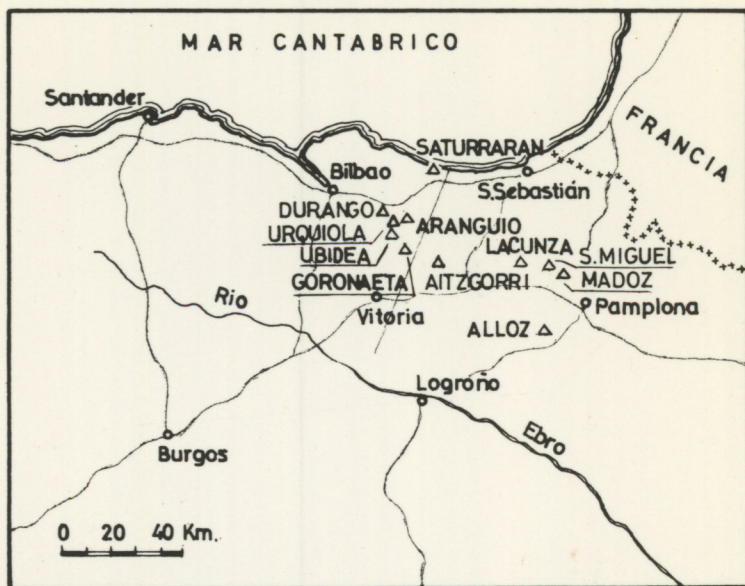 MAR CANTABRICO
Santander
FRANCIA
SATURRARAN
Bilbao
S.Sebastián
DURANGO
ARANGUIO
URQUIOLA
LACUNZA
S.MIGUEL
UBIDEA
MADOZ
GORONAETA
AITZGORRI
Rio
Vitória
Pamplona
ALLOZ
Logroño
Ebro
Burgos
0 20 40 Km.